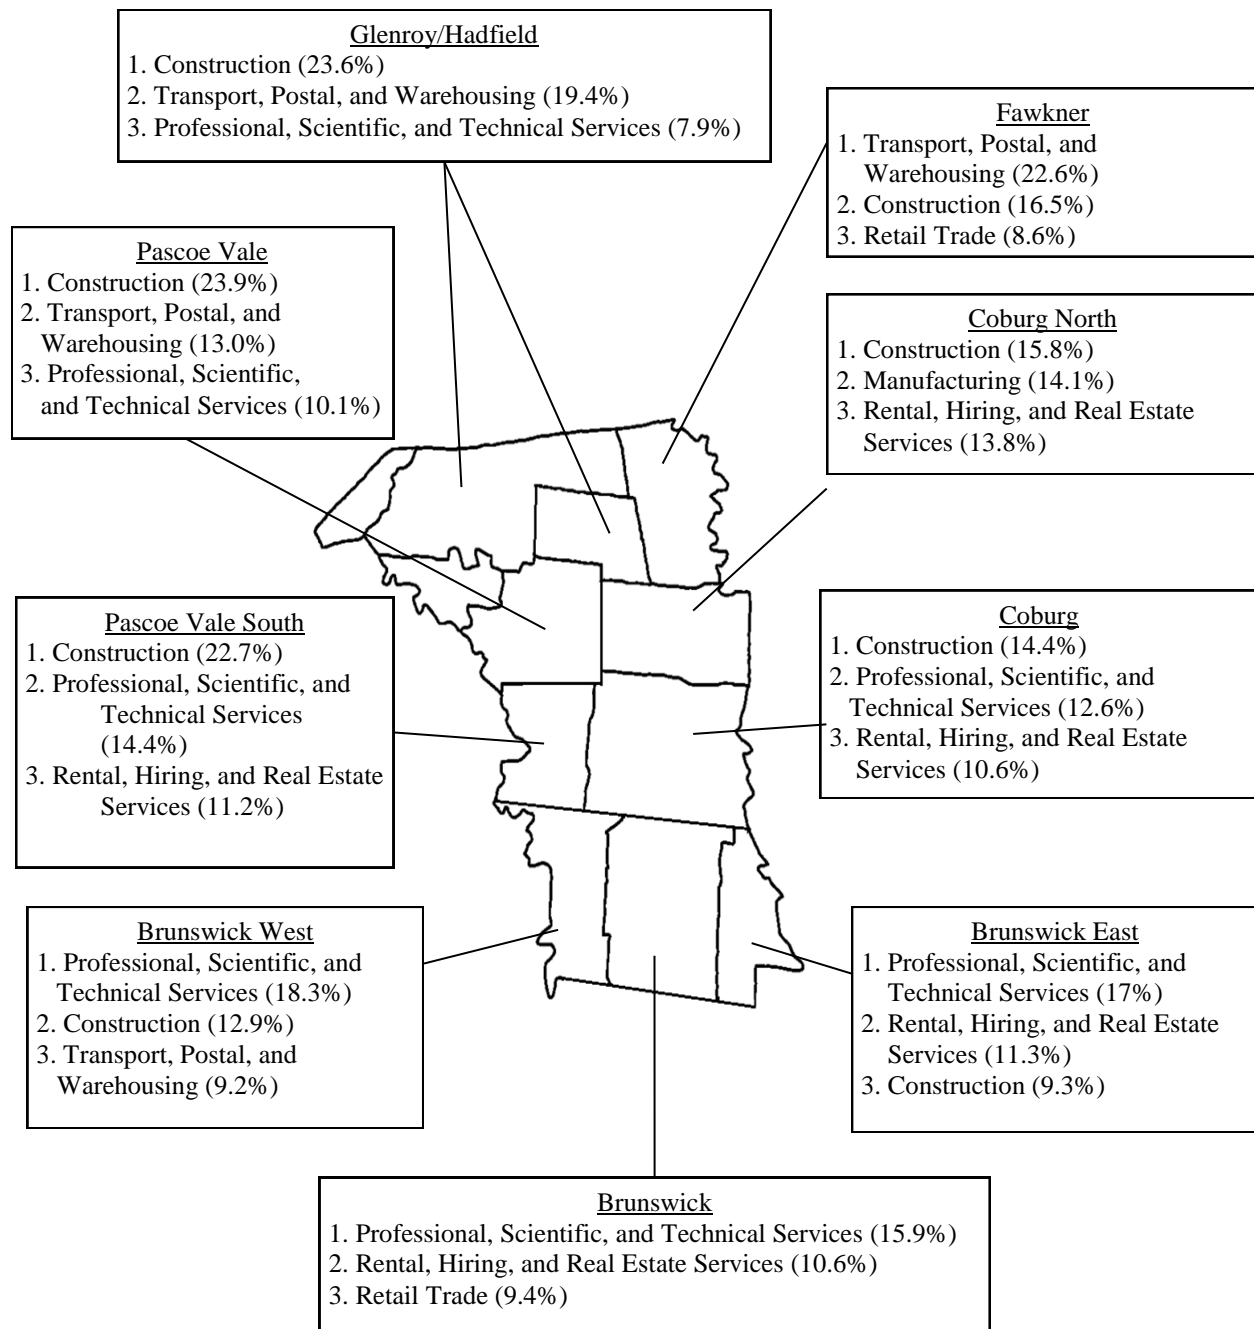 Glenroy/Hadfield
1. Construction (23.6%)
2. Transport, Postal, and Warehousing (19.4%)
3. Professional, Scientific, and Technical Services (7.9%)
Fawkner
1. Transport, Postal, and
Warehousing (22.6%)
2. Construction (16.5%)
3. Retail Trade (8.6%)
Pascoe Vale
1. Construction (23.9%)
2. Transport, Postal, and
Warehousing (13.0%)
3. Professional, Scientific,
and Technical Services (10.1%)
Coburg North
1. Construction (15.8%)
2. Manufacturing (14.1%)
3. Rental, Hiring, and Real Estate
Services (13.8%)
Pascoe Vale South
1. Construction (22.7%)
2. Professional, Scientific, and
Technical Services
(14.4%)
3. Rental, Hiring, and Real Estate
Services (11.2%)
Coburg
1. Construction (14.4%)
2. Professional, Scientific, and
Technical Services (12.6%)
3. Rental, Hiring, and Real Estate
Services (10.6%)
Brunswick West
1. Professional, Scientific, and
Technical Services (18.3%)
2. Construction (12.9%)
3. Transport, Postal, and
Warehousing (9.2%)
Brunswick East
1. Professional, Scientific, and
Technical Services (17%)
2. Rental, Hiring, and Real Estate
Services (11.3%)
3. Construction (9.3%)
Brunswick
1. Professional, Scientific, and Technical Services (15.9%)
2. Rental, Hiring, and Real Estate Services (10.6%)
3. Retail Trade (9.4%)